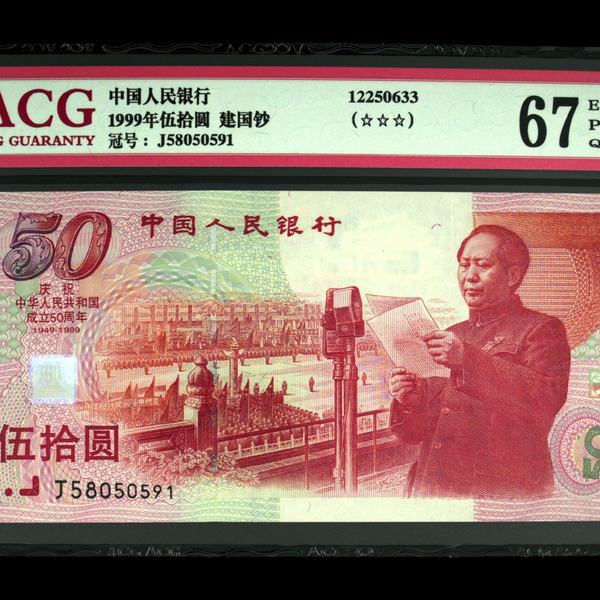 ACG
G GUARANTY
中国人民银行
1999年伍拾圆 建国钞
冠号： J58050591
12250633
(☆☆☆)
67
E
P
Q
50
中国人民银行
庆祝
中华人民共和国
成立50周年
1949-1999
伍拾圆
J58050591